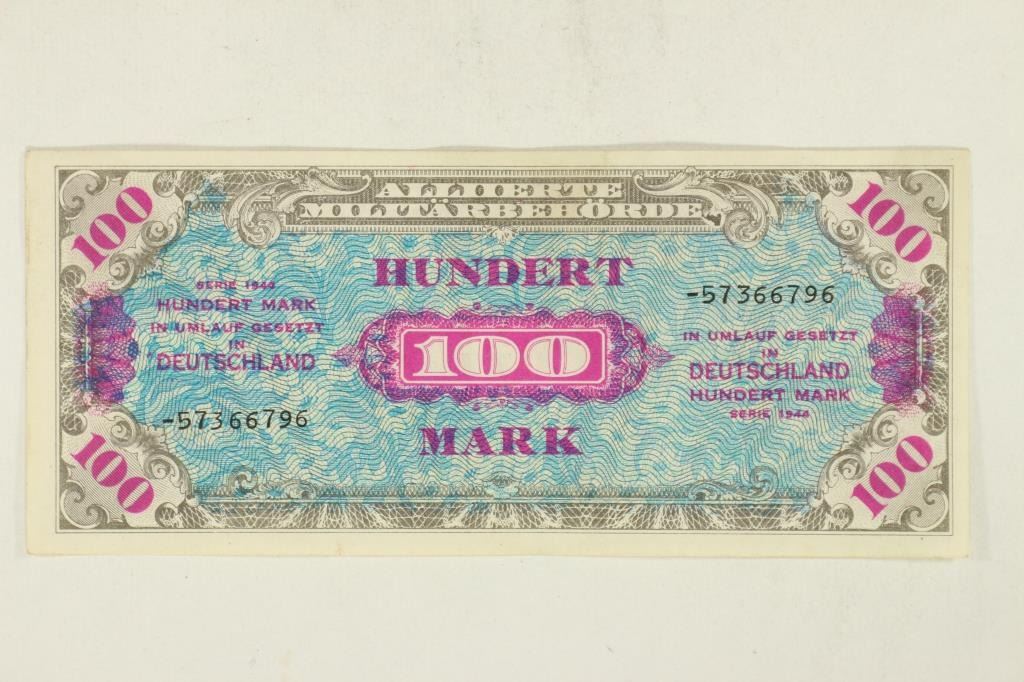 100
100
ALLIIERTE
MILITÄRBEHÖRDE
HUNDERT
100
MARK
SERIE 1944
HUNDERT MARK
IN UMLAUF GESETZT
IN
DEUTSCHLAND
-57366796
-57366796
IN UMLAUF GESETZT
IN
DEUTSCHLAND
HUNDERT MARK
SERIE 1944
100
100